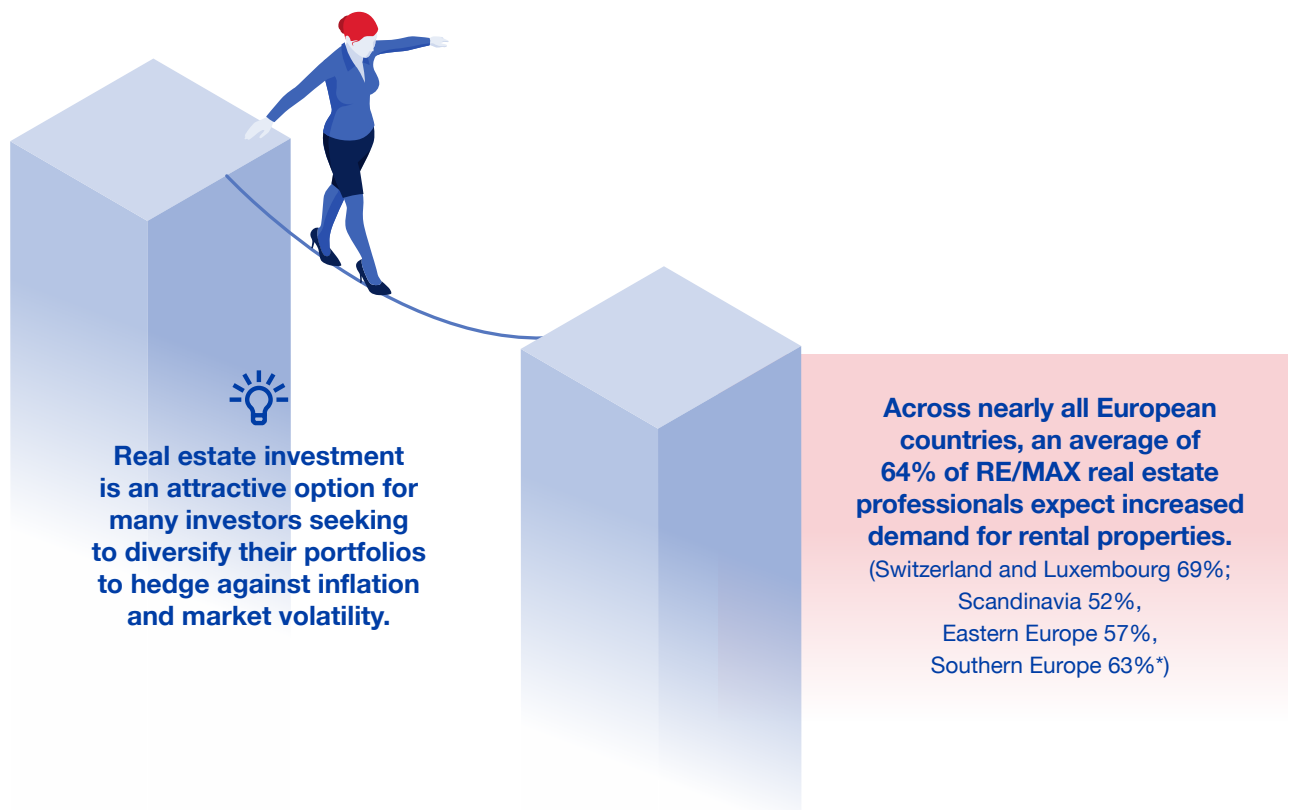 Real estate investment
is an attractive option for
many investors seeking
to diversify their portfolios
to hedge against inflation
and market volatility.
Across nearly all European
countries, an average of
64% of RE/MAX real estate
professionals expect increased
demand for rental properties.
(Switzerland and Luxembourg 69%;
Scandinavia 52%,
Eastern Europe 57%,
Southern Europe 63%*)